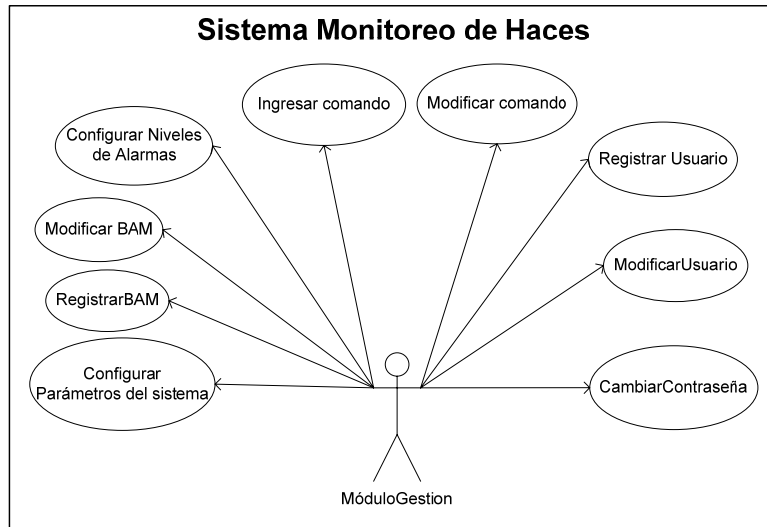 Sistema Monitoreo de Haces
Ingresar comando
Modificar comando
Configurar Niveles
de Alarmas
Registrar Usuario
Modificar BAM
ModificarUsuario
RegistrarBAM
Configurar
Parámetros del sistema
CambiarContraseña
MóduloGestion